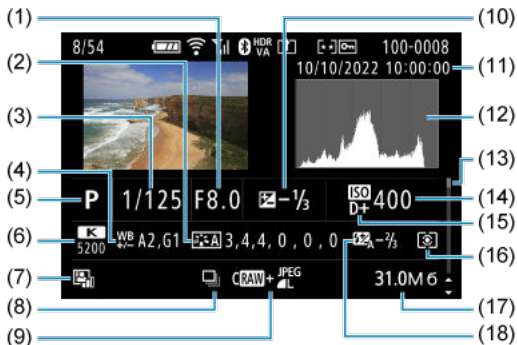 (1) (10)
8/54 HDR VA 100-0008
(2) 10/10/2022 10:00:00 (11)
(3) (12)
(4) (13)
(5) P 1/125 F8.0 -⅓ ISO D+ 400 (14)
(15)
(6) K 5200 WB +/- A2,G1 A 3,4,4, 0 , 0 , 0 A -⅔ (16)
(7) CRAW + JPEG L 31.0M б (17)
(8) (18)
(9)